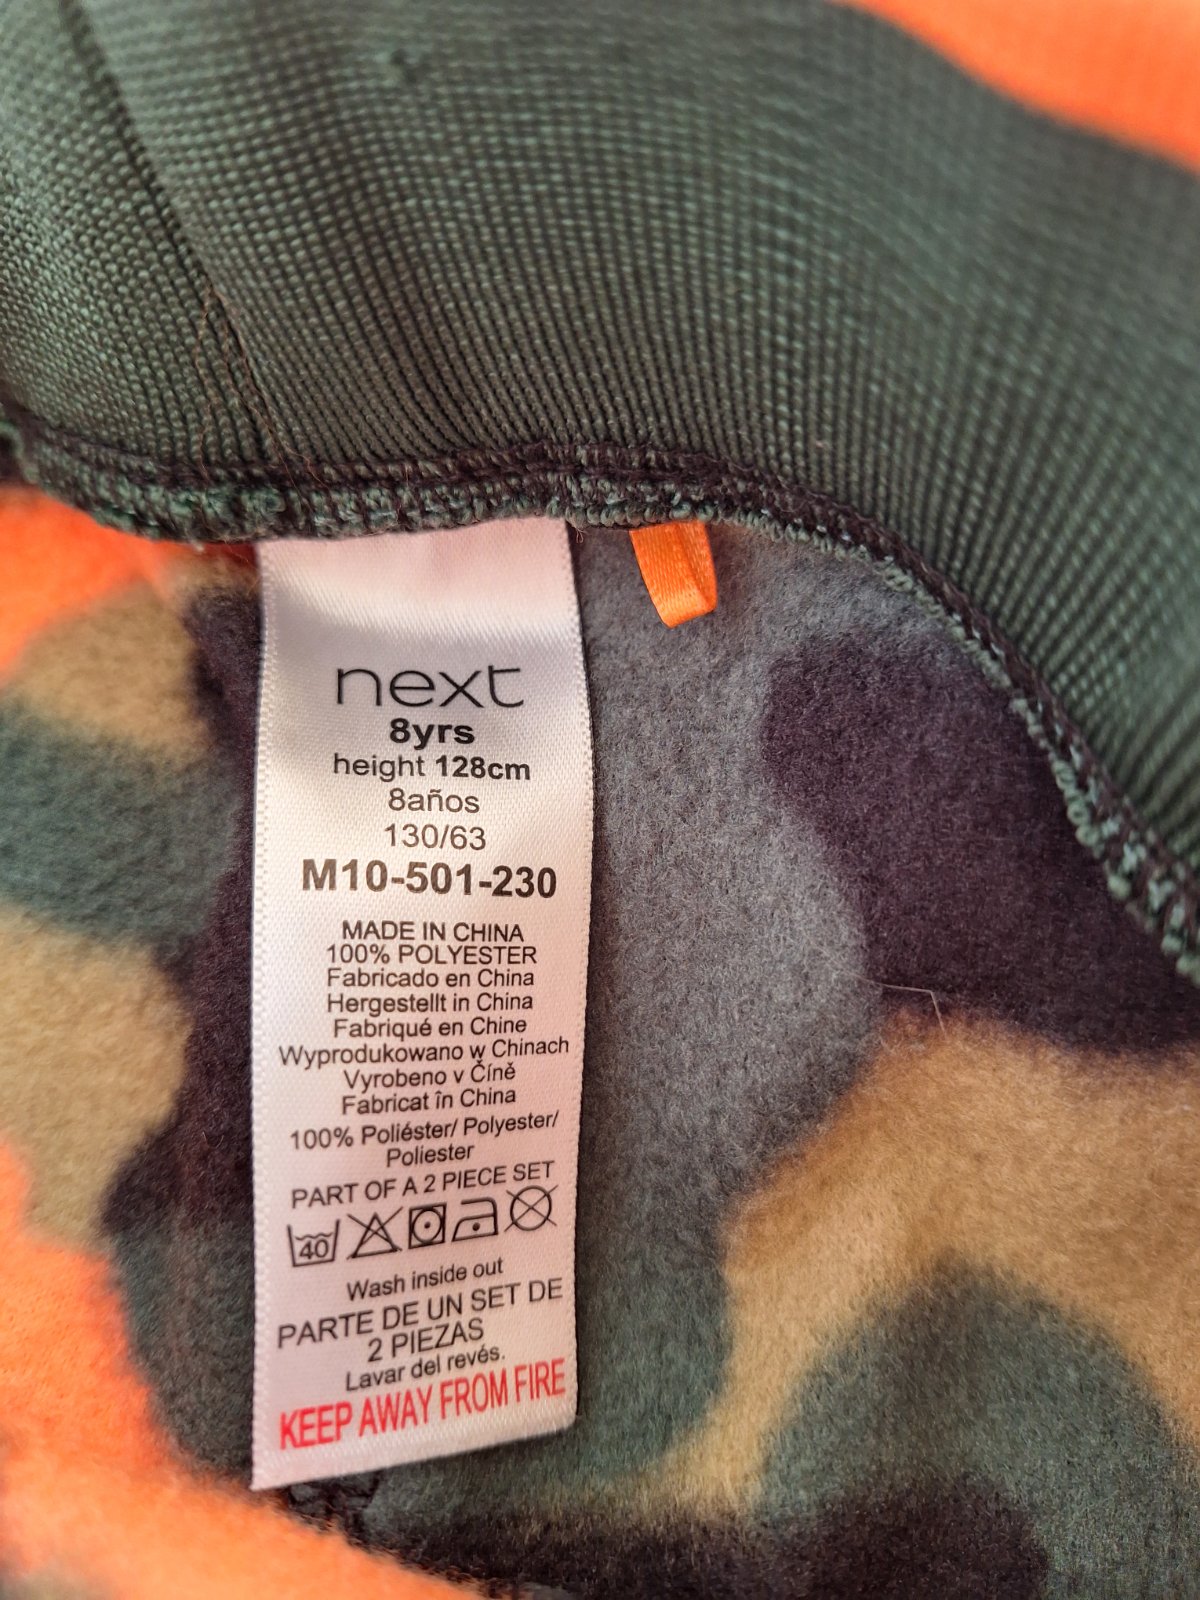 next
8yrs
height 128cm
8años
130/63
M10-501-230
MADE IN CHINA
100% POLYESTER
Fabricado en China
Hergestellt in China
Fabriqué en Chine
Wyprodukowano w Chinach
Vyrobeno v Číně
Fabricat în China
100% Poliéster/ Polyester/
Poliester
PART OF A 2 PIECE SET
40
Wash inside out
PARTE DE UN SET DE
2 PIEZAS
Lavar del revés.
KEEP AWAY FROM FIRE